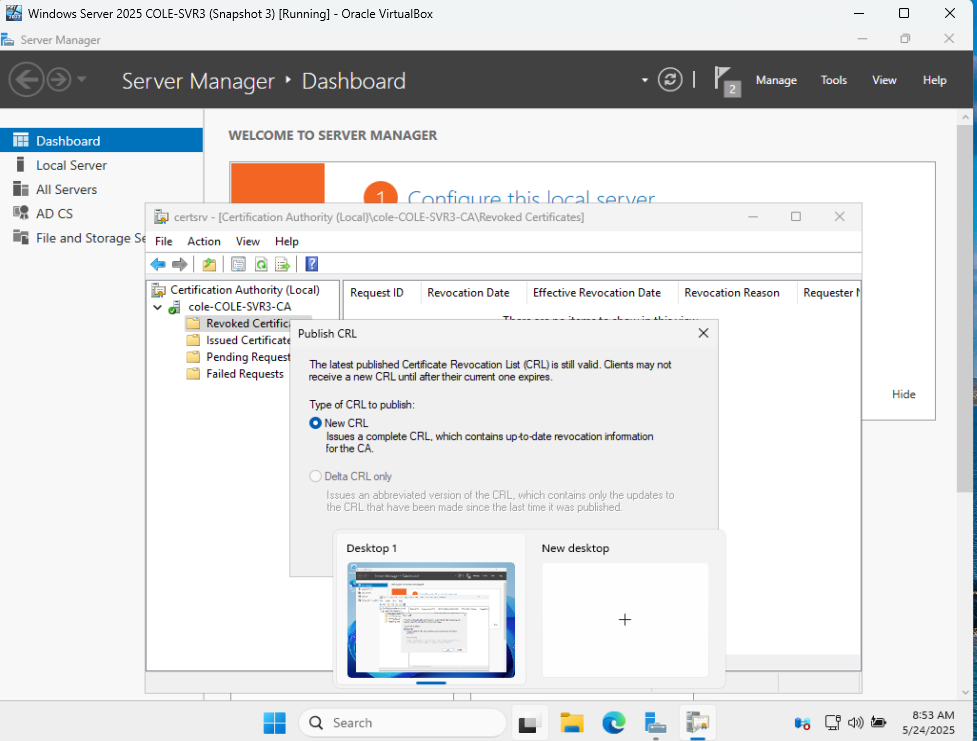 Windows Server 2025 COLE-SVR3 (Snapshot 3) [Running] - Oracle VirtualBox
Server Manager
Server Manager ‣ Dashboard
2
Manage
Tools
View
Help
Dashboard
Local Server
All Servers
AD CS
File and Storage Se
WELCOME TO SERVER MANAGER
1
Configure this local server
Hide
certsrv - [Certification Authority (Local)\cole-COLE-SVR3-CA\Revoked Certificates]
File Action View Help
Certification Authority (Local)
cole-COLE-SVR3-CA
Revoked Certific
Issued Certificate
Pending Request
Failed Requests
Request ID
Revocation Date
Effective Revocation Date
Revocation Reason
Requester N
There are no items to show in this view.
Publish CRL
The latest published Certificate Revocation List (CRL) is still valid. Clients may not
receive a new CRL until after their current one expires.
Type of CRL to publish:
New CRL
Issues a complete CRL, which contains up-to-date revocation information
for the CA.
Delta CRL only
Issues an abbreviated version of the CRL, which contains only the updates to
the CRL that have been made since the last time it was published.
Desktop 1
New desktop
Search
8:53 AM
5/24/2025